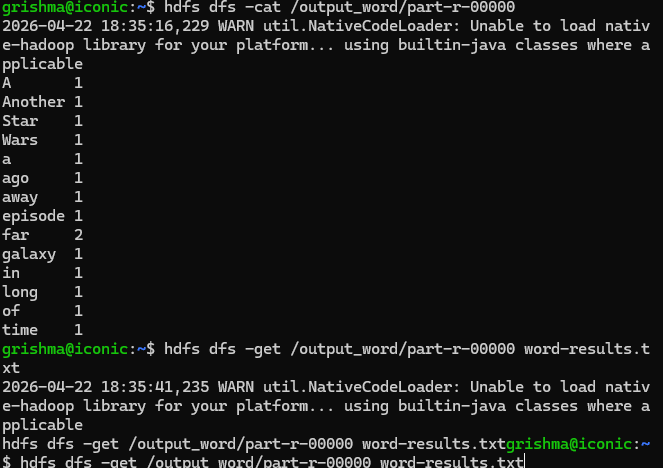 grishma@iconic:~$ hdfs dfs -cat /output_word/part-r-00000
2026-04-22 18:35:16,229 WARN util.NativeCodeLoader: Unable to load nativ
e-hadoop library for your platform... using builtin-java classes where a
pplicable
A       1
Another 1
Star    1
Wars    1
a       1
ago     1
away    1
episode 1
far     2
galaxy  1
in      1
long    1
of      1
time    1
grishma@iconic:~$ hdfs dfs -get /output_word/part-r-00000 word-results.t
xt
2026-04-22 18:35:41,235 WARN util.NativeCodeLoader: Unable to load nativ
e-hadoop library for your platform... using builtin-java classes where a
pplicable
hdfs dfs -get /output_word/part-r-00000 word-results.txtgrishma@iconic:~
$ hdfs dfs -get /output_word/part-r-00000 word-results.txt